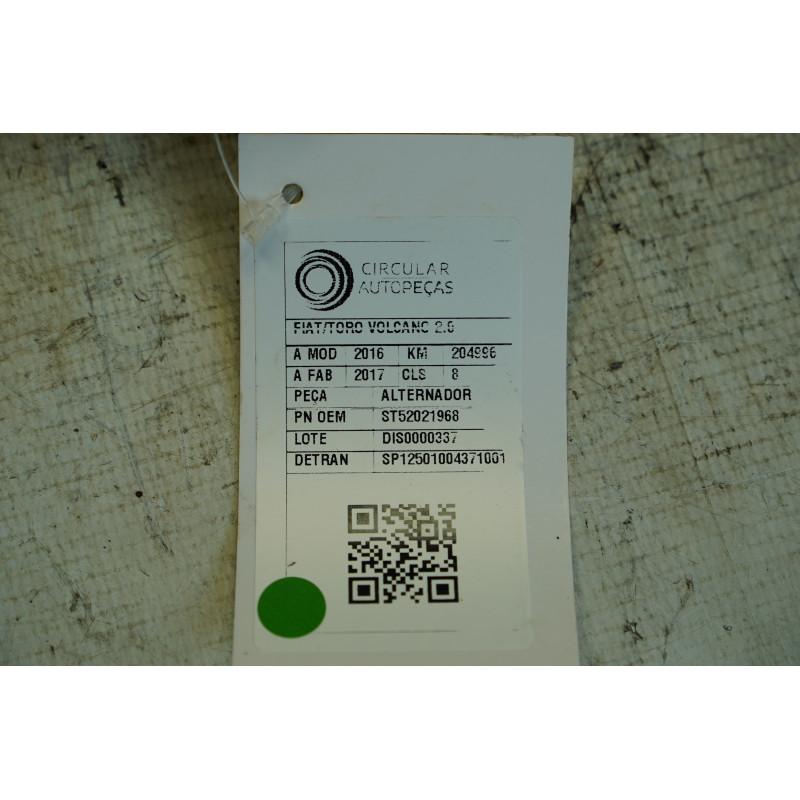 CIRCULAR
AUTOPEÇAS
FIAT/TORO VOLCANO 2.0
A MOD 2016 KM 204996
A FAB 2017 CLS 8
PEÇA ALTERNADOR
PN OEM ST52021968
LOTE DIS0000337
DETRAN SP12501004371001